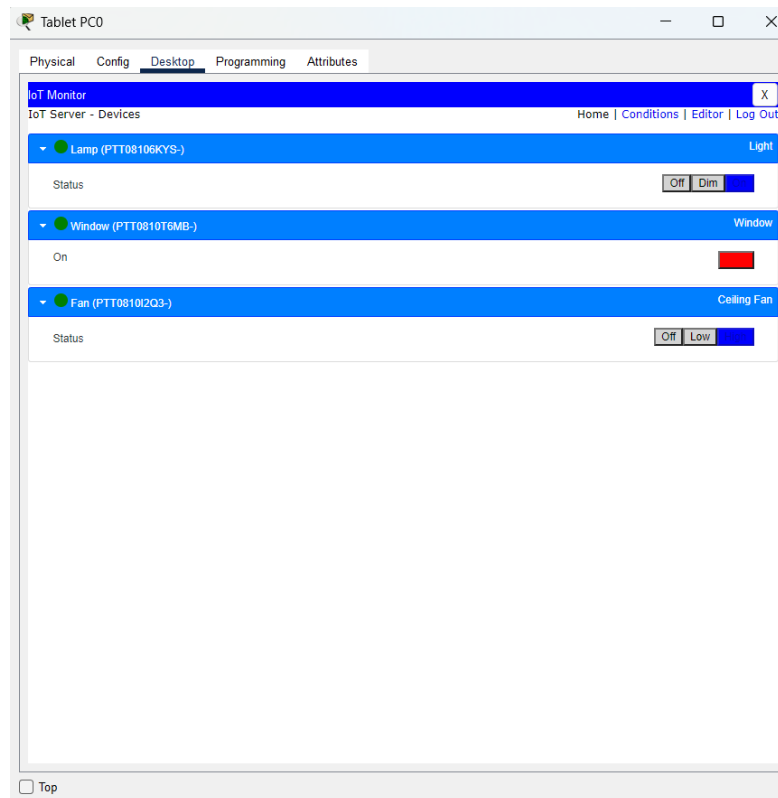 Tablet PC0
Physical Config Desktop Programming Attributes
IoT Monitor X
IoT Server - Devices Home | Conditions | Editor | Log Out
Lamp (PTT08106KYS-) Light
Status Off Dim
Window (PTT0810T6MB-) Window
On
Fan (PTT0810I2Q3-) Ceiling Fan
Status Off Low
Top